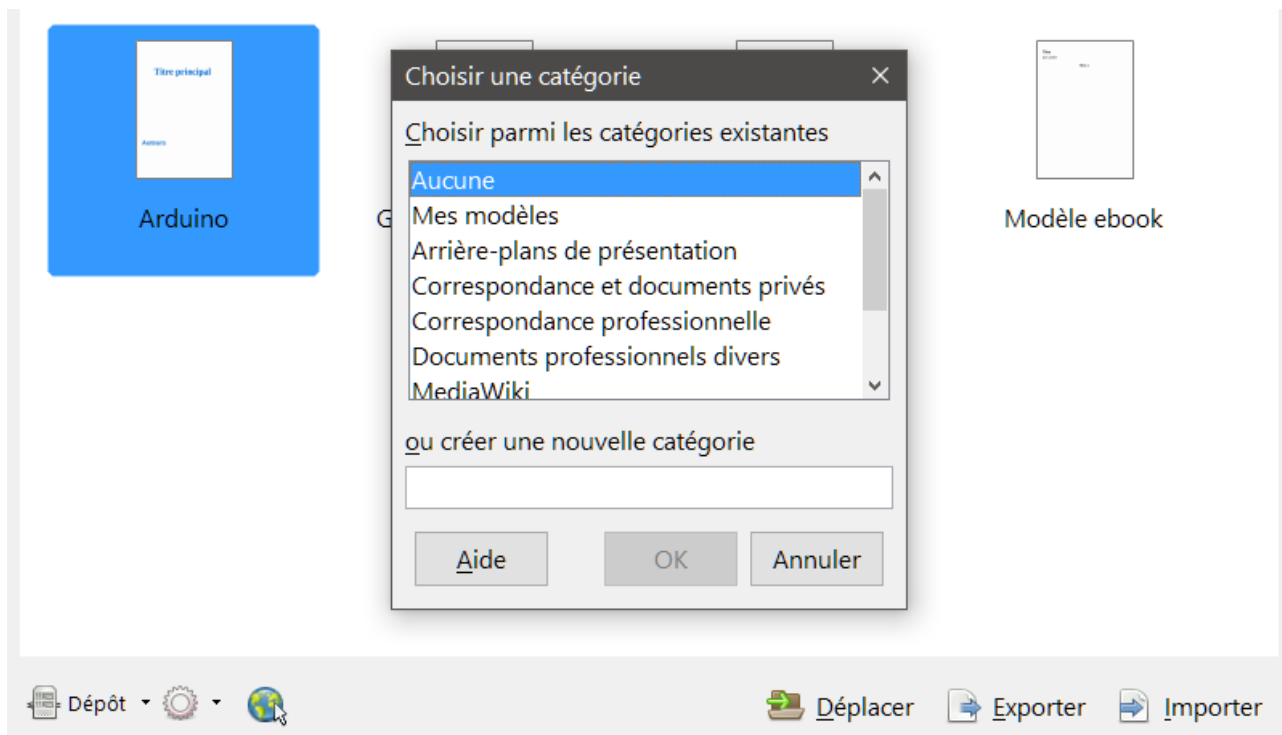 Choisir une catégorie
Choisir parmi les catégories existantes
Aucune
Mes modèles
Arrière-plans de présentation
Correspondance et documents privés
Correspondance professionnelle
Documents professionnels divers
MediaWiki
ou créer une nouvelle catégorie
Aide
OK
Annuler
Titre principal
Auteurs
Arduino
G
Modèle ebook
Dépôt
Déplacer
Exporter
Importer